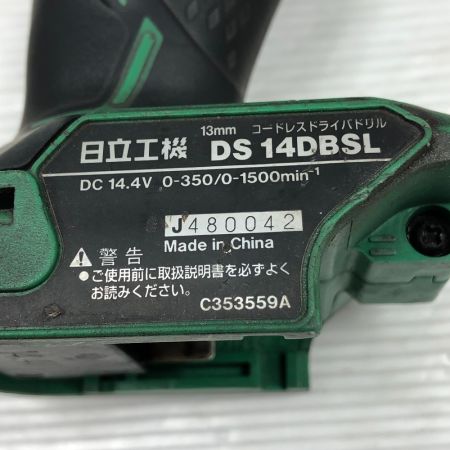 13mm コードレスドライバドリル
日立工機 DS 14DBSL
DC 14.4V 0-350/0-1500min⁻¹
J480042
Made in China
⚠警告
●ご使用前に取扱説明書を必ずよく
お読みください。
C353559A